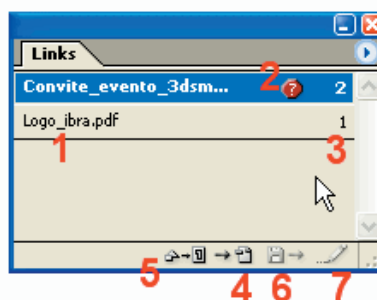 Links
Convite_evento_3dsm... 2 ? 2
Logo_ibra.pdf 1
1 3
5 4 6 7